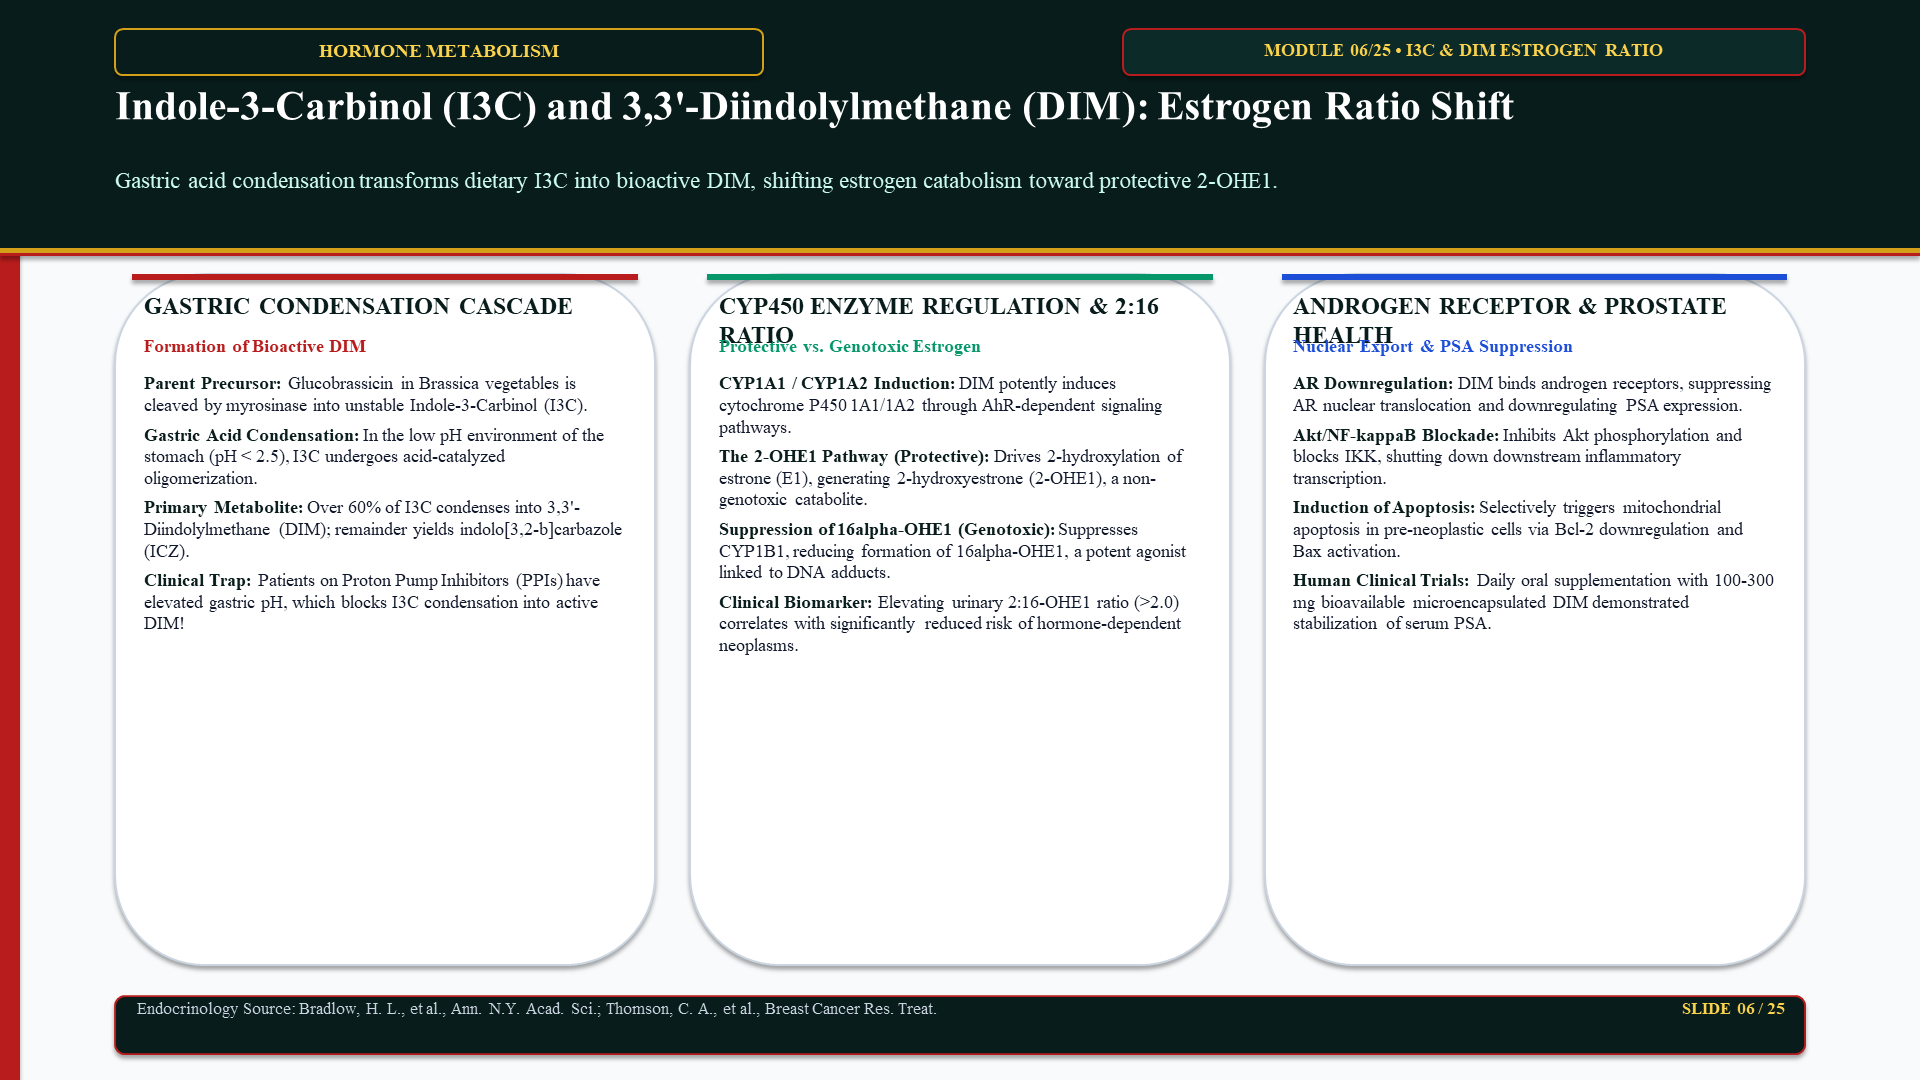 HORMONE METABOLISM
MODULE 06/25 • I3C & DIM ESTROGEN RATIO
Indole-3-Carbinol (I3C) and 3,3'-Diindolylmethane (DIM): Estrogen Ratio Shift
Gastric acid condensation transforms dietary I3C into bioactive DIM, shifting estrogen catabolism toward protective 2-OHE1.
GASTRIC CONDENSATION CASCADE
Formation of Bioactive DIM
Parent Precursor: Glucobrassicin in Brassica vegetables is
cleaved by myrosinase into unstable Indole-3-Carbinol (I3C).
Gastric Acid Condensation: In the low pH environment of the
stomach (pH < 2.5), I3C undergoes acid-catalyzed
oligomerization.
Primary Metabolite: Over 60% of I3C condenses into 3,3'-
Diindolylmethane (DIM); remainder yields indolo[3,2-b]carbazole
(ICZ).
Clinical Trap: Patients on Proton Pump Inhibitors (PPIs) have
elevated gastric pH, which blocks I3C condensation into active
DIM!
CYP450 ENZYME REGULATION & 2:16
RATIO
Protective vs. Genotoxic Estrogen
CYP1A1 / CYP1A2 Induction: DIM potently induces
cytochrome P450 1A1/1A2 through AhR-dependent signaling
pathways.
The 2-OHE1 Pathway (Protective): Drives 2-hydroxylation of
estrone (E1), generating 2-hydroxyestrone (2-OHE1), a non-
genotoxic catabolite.
Suppression of 16alpha-OHE1 (Genotoxic): Suppresses
CYP1B1, reducing formation of 16alpha-OHE1, a potent agonist
linked to DNA adducts.
Clinical Biomarker: Elevating urinary 2:16-OHE1 ratio (>2.0)
correlates with significantly reduced risk of hormone-dependent
neoplasms.
ANDROGEN RECEPTOR & PROSTATE
HEALTH
Nuclear Export & PSA Suppression
AR Downregulation: DIM binds androgen receptors, suppressing
AR nuclear translocation and downregulating PSA expression.
Akt/NF-kappaB Blockade: Inhibits Akt phosphorylation and
blocks IKK, shutting down downstream inflammatory
transcription.
Induction of Apoptosis: Selectively triggers mitochondrial
apoptosis in pre-neoplastic cells via Bcl-2 downregulation and
Bax activation.
Human Clinical Trials: Daily oral supplementation with 100-300
mg bioavailable microencapsulated DIM demonstrated
stabilization of serum PSA.
Endocrinology Source: Bradlow, H. L., et al., Ann. N.Y. Acad. Sci.; Thomson, C. A., et al., Breast Cancer Res. Treat.
SLIDE 06 / 25